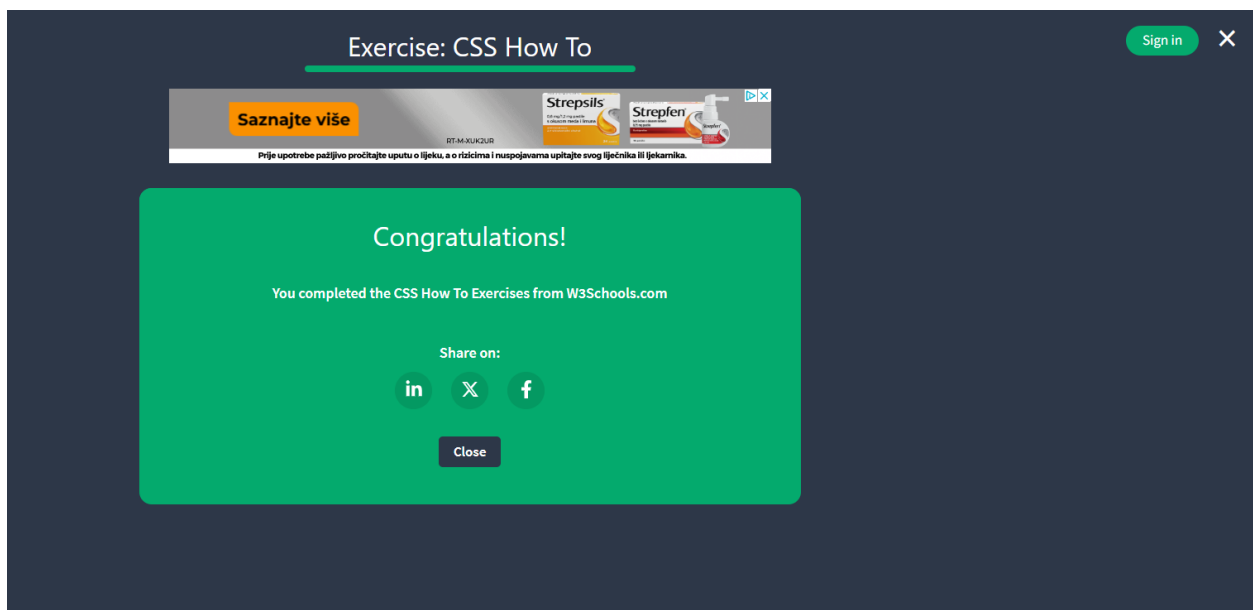 Exercise: CSS How To
Sign in
Saznajte više
RT-M-XUK2UR
Strepsils
Strepfen
Prije upotrebe pažljivo pročitajte uputu o lijeku, a o rizicima i nuspojavama upitajte svog liječnika ili ljekarnika.
Congratulations!
You completed the CSS How To Exercises from W3Schools.com
Share on:
Close